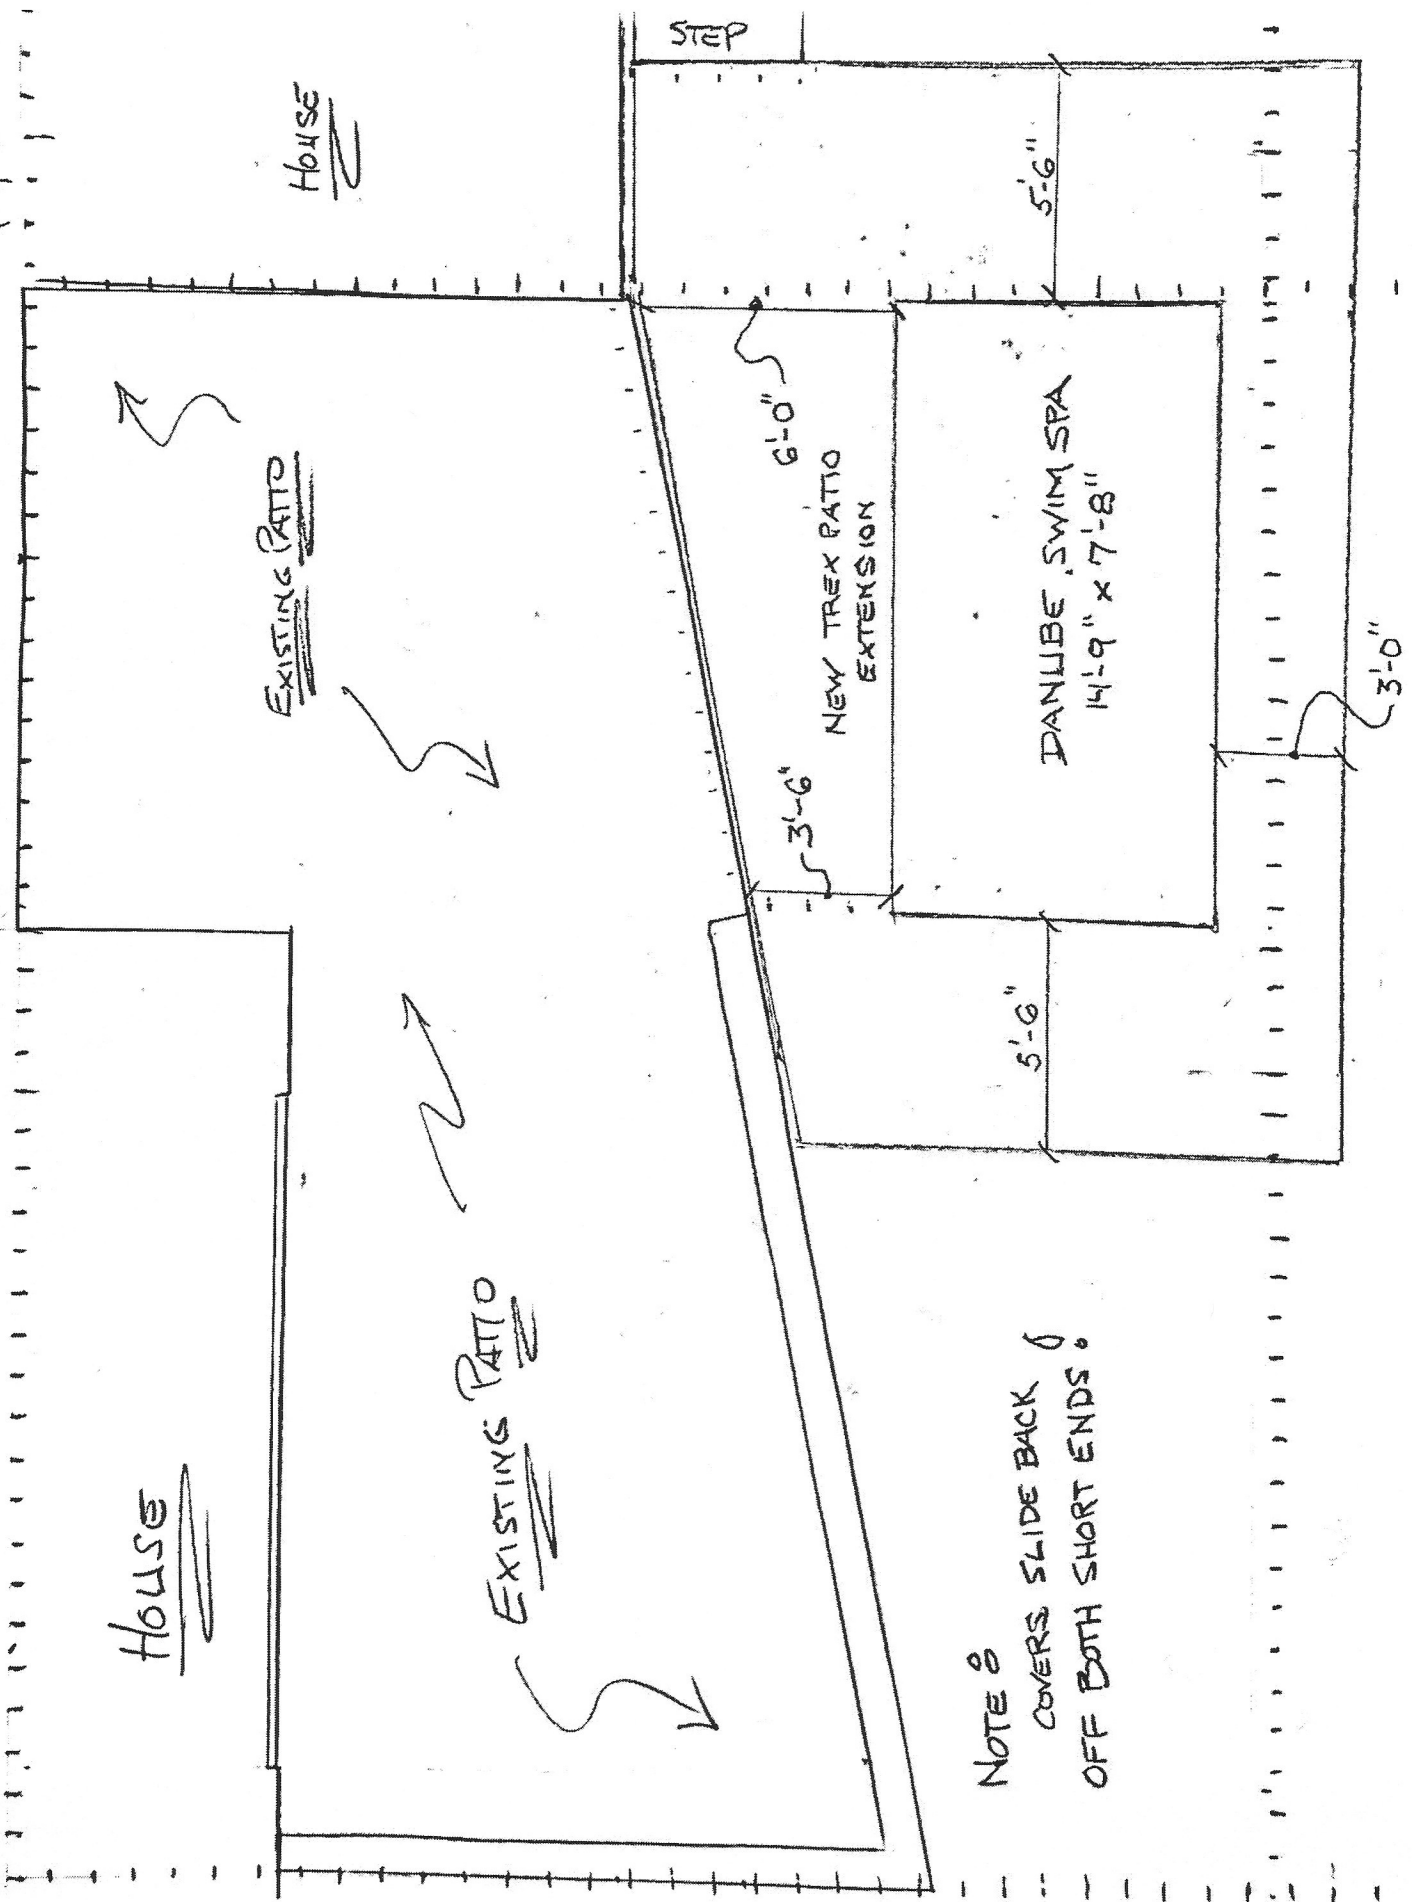 STEP
HOUSE
5'-6"
EXISTING PATIO
6'-0"
NEW TREX PATIO
EXTENSION
DANUBE SWIM SPA
14'-9" x 7'-8"
3'-6"
3'-0"
5'-6"
HOUSE
EXISTING PATIO
NOTE:
COVERS SLIDE BACK
OFF BOTH SHORT ENDS!